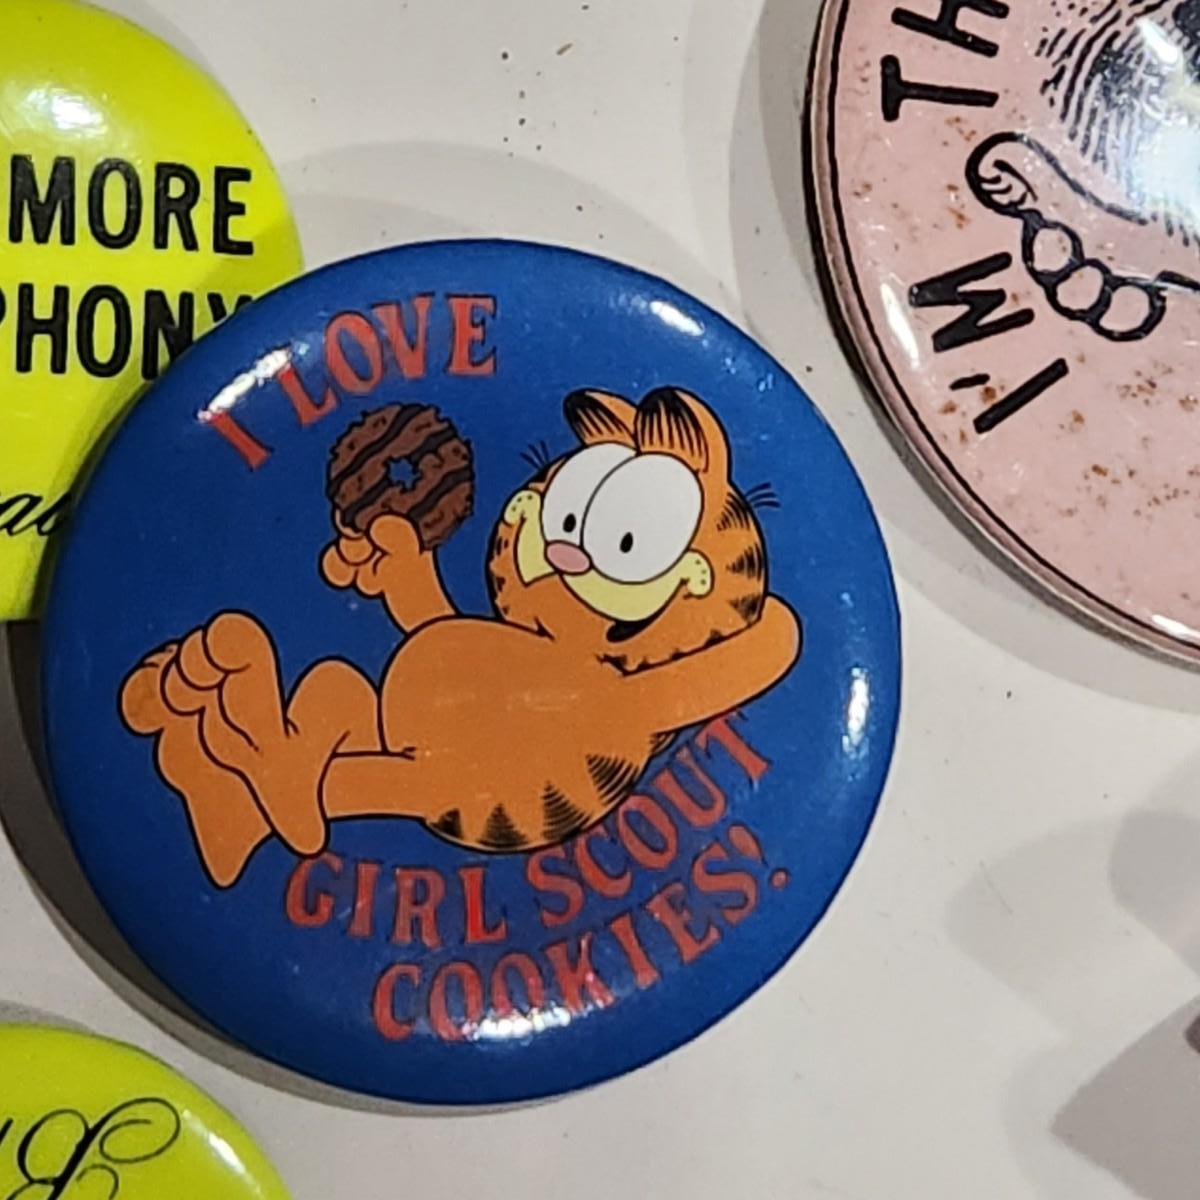 MORE
PHONY
I'M TH
I LOVE
GIRL SCOUT
COOKIES!